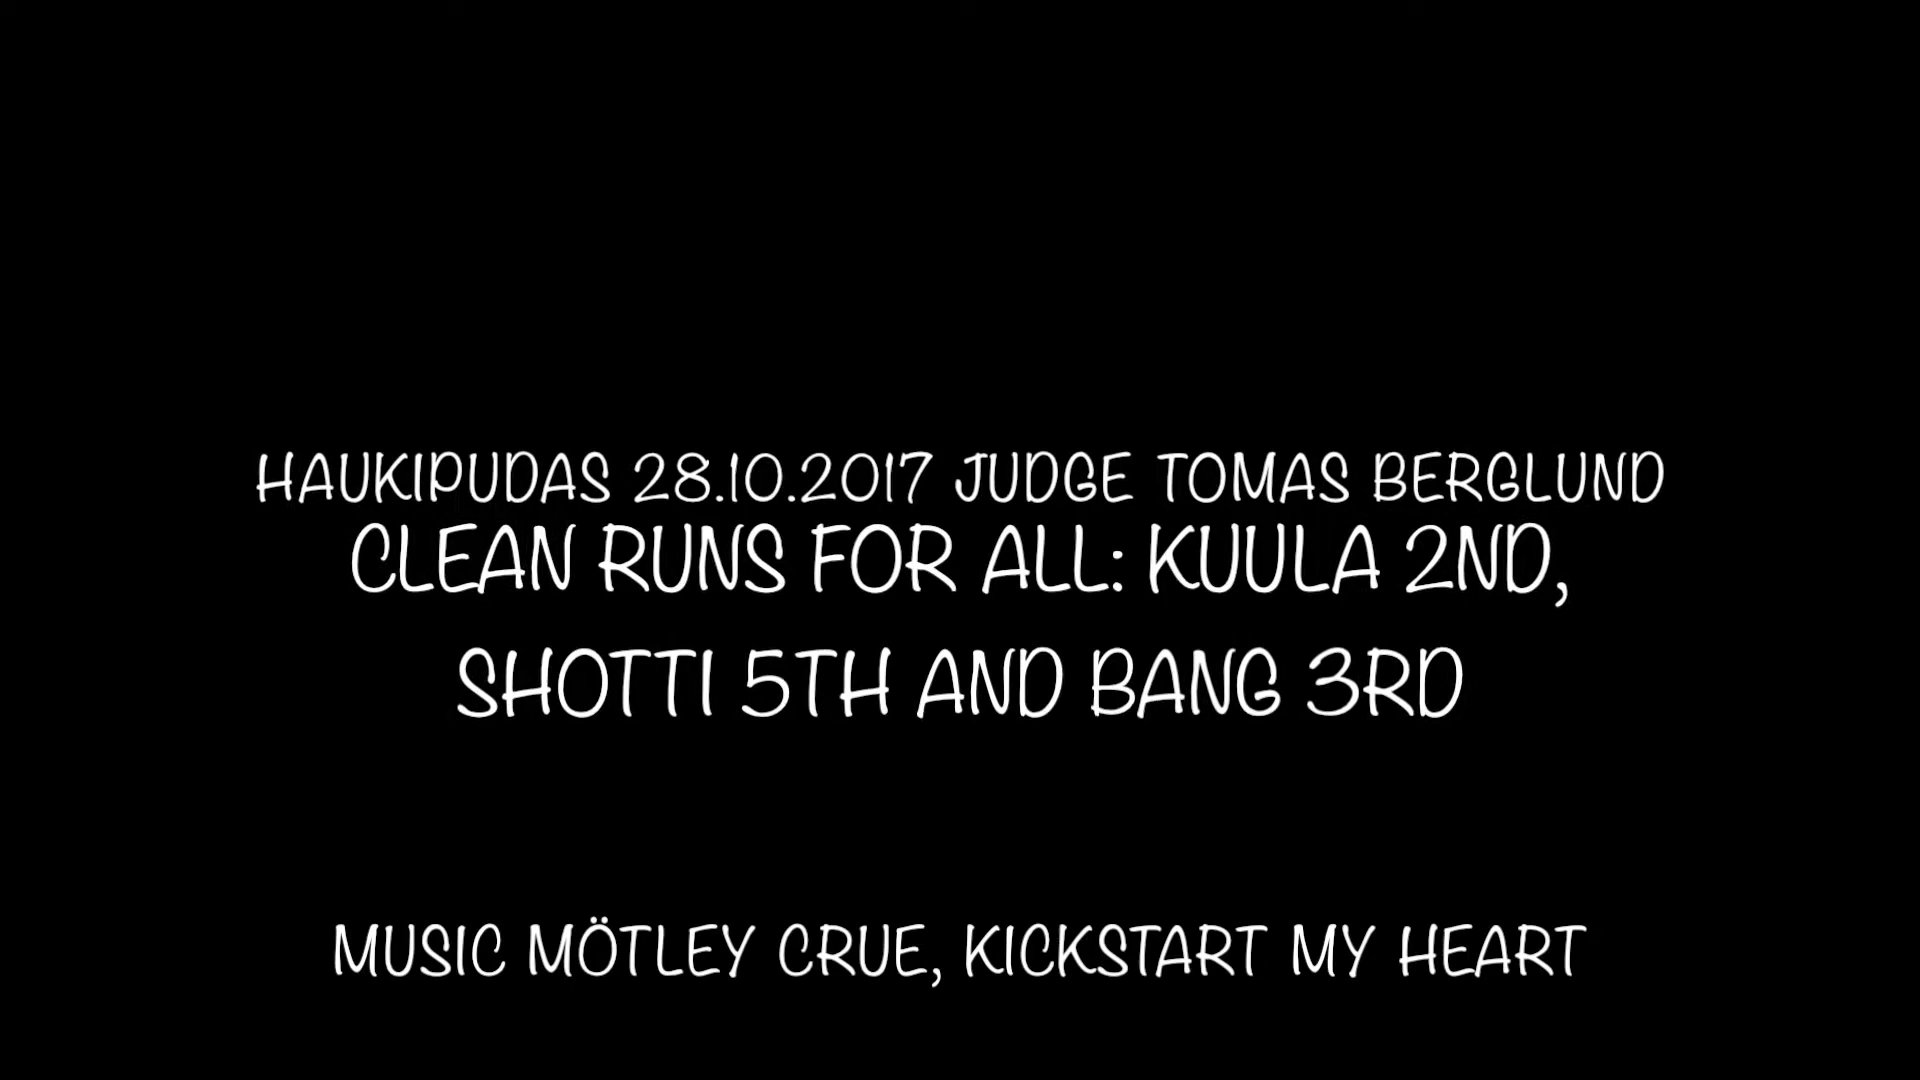 HAUKIPUDAS 28.10.2017 JUDGE TOMAS BERGLUND
CLEAN RUNS FOR ALL: KUULA 2ND,
SHOTTI 5TH AND BANG 3RD
MUSIC MÖTLEY CRUE, KICKSTART MY HEART